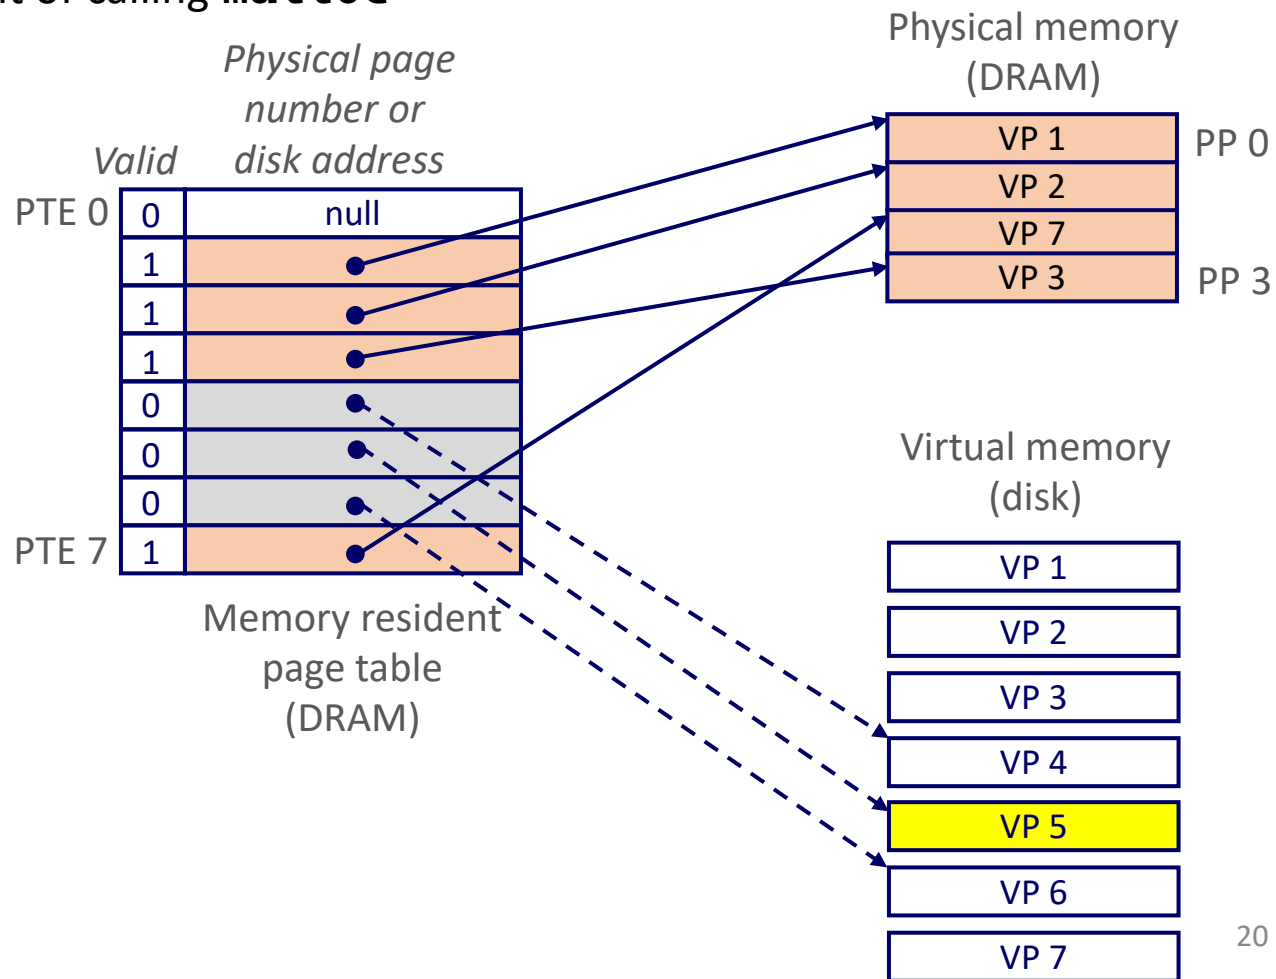 of calling malloc
Physical page
number or
disk address
Valid
PTE 0
0
null
1
1
1
0
0
0
PTE 7
1
Memory resident
page table
(DRAM)
Physical memory
(DRAM)
VP 1
PP 0
VP 2
VP 7
VP 3
PP 3
Virtual memory
(disk)
VP 1
VP 2
VP 3
VP 4
VP 5
VP 6
VP 7
20